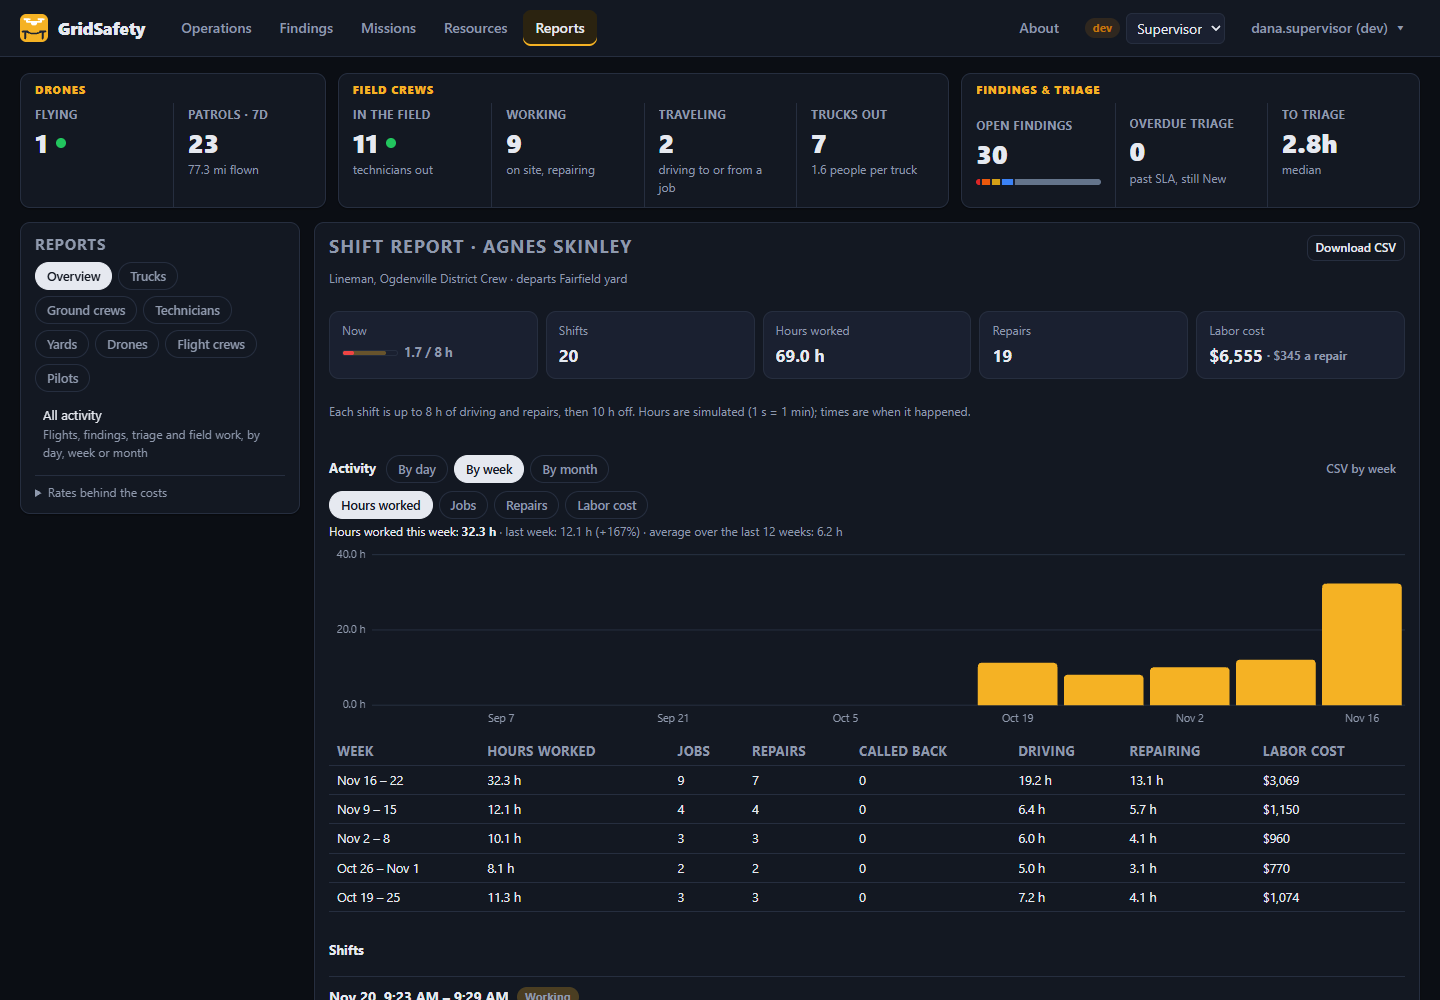 GridSafety Operations Findings Missions Resources Reports About dev Supervisor dana.supervisor (dev)
DRONES
FLYING
1
PATROLS · 7D
23
77.3 mi flown
FIELD CREWS
IN THE FIELD
11
technicians out
WORKING
9
on site, repairing
TRAVELING
2
driving to or from a
job
TRUCKS OUT
7
1.6 people per truck
FINDINGS & TRIAGE
OPEN FINDINGS
30
OVERDUE TRIAGE
0
past SLA, still New
TO TRIAGE
2.8h
median
REPORTS
Overview Trucks
Ground crews Technicians
Yards Drones Flight crews
Pilots
All activity
Flights, findings, triage and field work, by
day, week or month
Rates behind the costs
SHIFT REPORT · AGNES SKINLEY
Download CSV
Lineman, Ogdenville District Crew · departs Fairfield yard
Now
1.7 / 8 h
Shifts
20
Hours worked
69.0 h
Repairs
19
Labor cost
$6,555 · $345 a repair
Each shift is up to 8 h of driving and repairs, then 10 h off. Hours are simulated (1 s = 1 min); times are when it happened.
Activity By day By week By month CSV by week
Hours worked Jobs Repairs Labor cost
Hours worked this week: 32.3 h · last week: 12.1 h (+167%) · average over the last 12 weeks: 6.2 h
40.0 h
20.0 h
0.0 h
Sep 7 Sep 21 Oct 5 Oct 19 Nov 2 Nov 16
WEEK HOURS WORKED JOBS REPAIRS CALLED BACK DRIVING REPAIRING LABOR COST
Nov 16 – 22 32.3 h 9 7 0 19.2 h 13.1 h $3,069
Nov 9 – 15 12.1 h 4 4 0 6.4 h 5.7 h $1,150
Nov 2 – 8 10.1 h 3 3 0 6.0 h 4.1 h $960
Oct 26 – Nov 1 8.1 h 2 2 0 5.0 h 3.1 h $770
Oct 19 – 25 11.3 h 3 3 0 7.2 h 4.1 h $1,074
Shifts
Nov 20, 9:23 AM – 9:29 AM Working